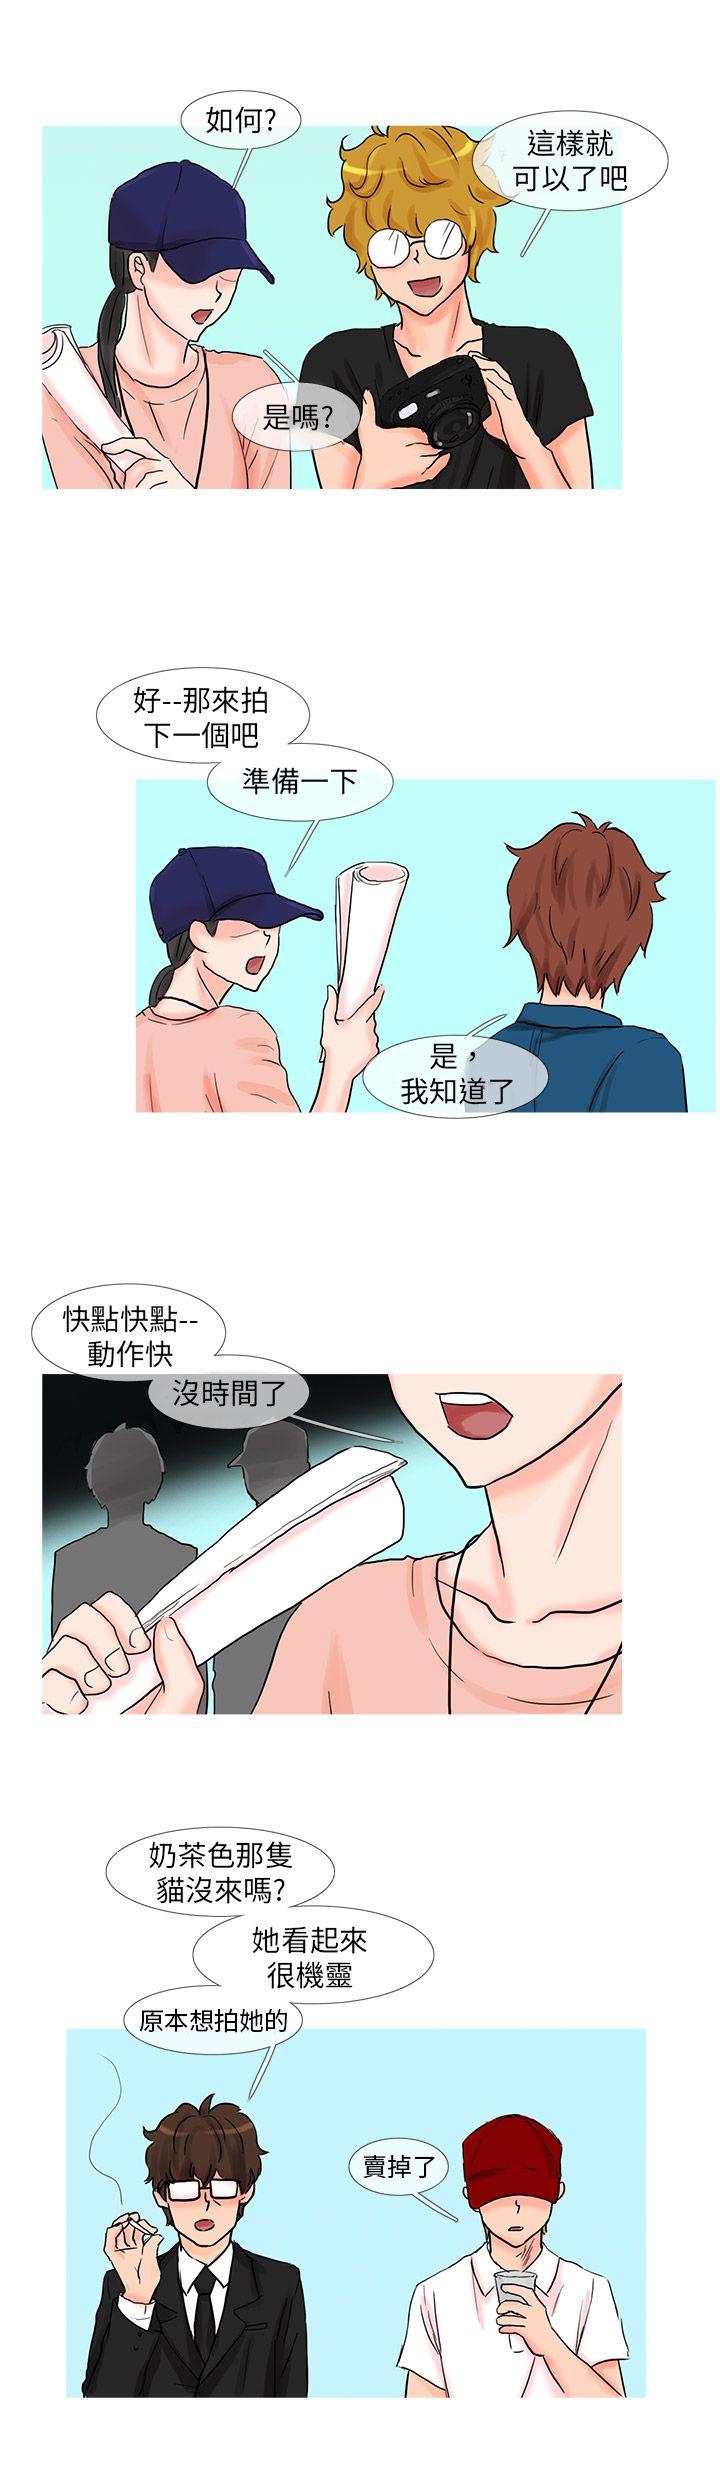 如何?
這樣就
可以了吧
是嗎?
好--那來拍
下一個吧
準備一下
是，
我知道了
快點快點--
動作快
沒時間了
奶茶色那隻
貓沒來嗎?
她看起來
很機靈
原本想拍她的
賣掉了